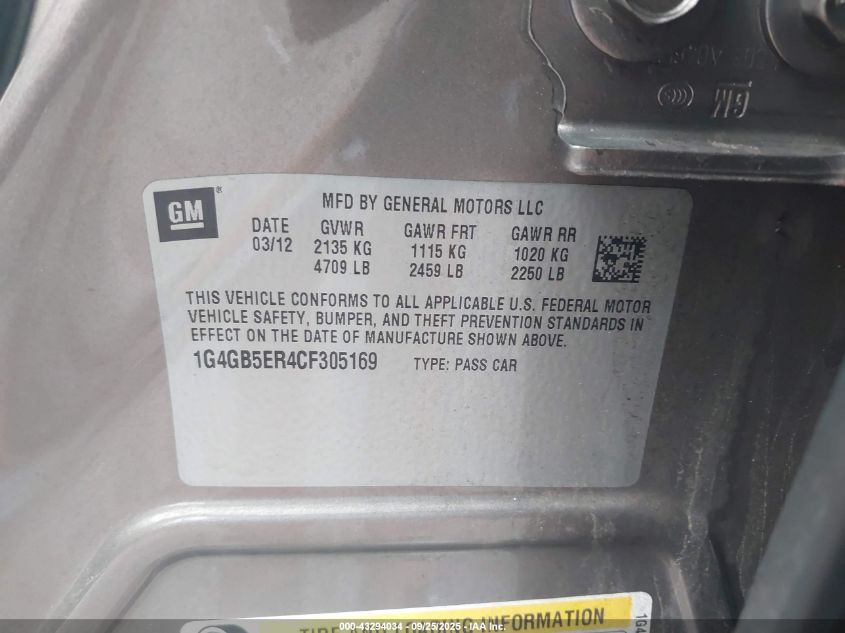 GM
GM®
MFD BY GENERAL MOTORS LLC
DATE GVWR GAWR FRT GAWR RR
03/12 2135 KG 1115 KG 1020 KG
4709 LB 2459 LB 2250 LB
THIS VEHICLE CONFORMS TO ALL APPLICABLE U.S. FEDERAL MOTOR
VEHICLE SAFETY, BUMPER, AND THEFT PREVENTION STANDARDS IN
EFFECT ON THE DATE OF MANUFACTURE SHOWN ABOVE.
1G4GB5ER4CF305169 TYPE: PASS CAR
INFORMATION
1G4
000-43294034 - 09/25/2025 - IAA, Inc.